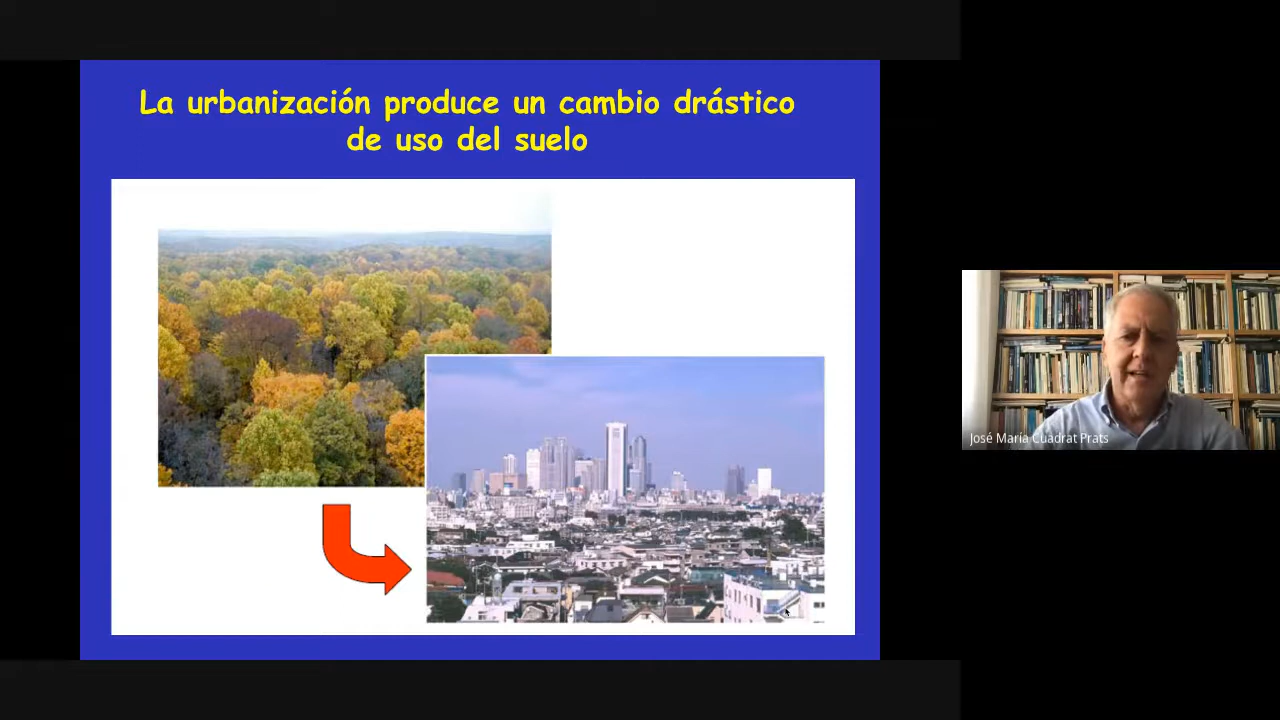 La urbanización produce un cambio drástico
de uso del suelo
José María Cuadrat Prats